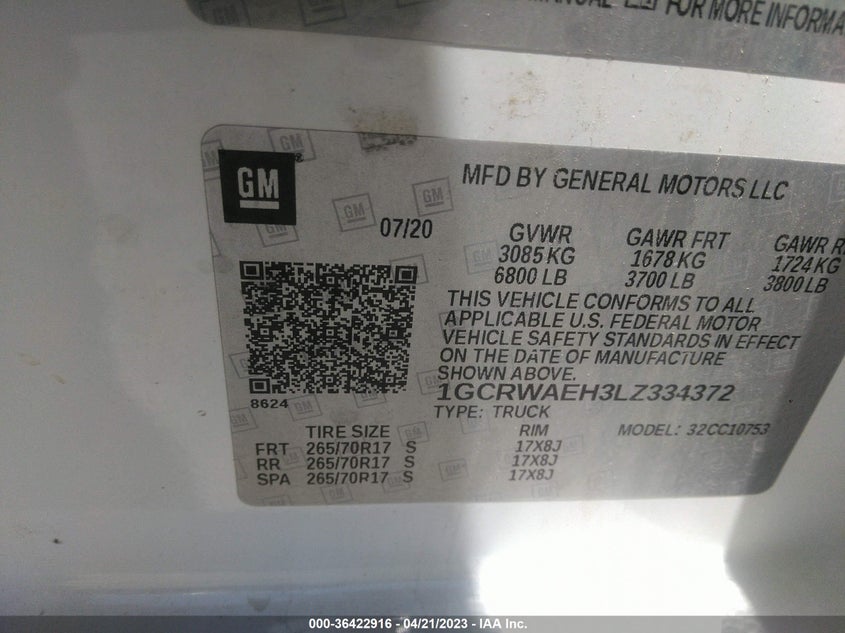 MANUAL FOR MORE INFORMA
GM
MFD BY GENERAL MOTORS LLC
07/20
GVWR GAWR FRT GAWR R
3085 KG 1678 KG 1724 KG
6800 LB 3700 LB 3800 LB
THIS VEHICLE CONFORMS TO ALL
APPLICABLE U.S. FEDERAL MOTOR
VEHICLE SAFETY STANDARDS IN EFFECT
ON THE DATE OF MANUFACTURE
SHOWN ABOVE.
1GCRWAEH3LZ334372
8624
TYPE: TRUCK
TIRE SIZE RIM MODEL: 32CC10753
FRT 265/70R17 S 17X8J
RR 265/70R17 S 17X8J
SPA 265/70R17 S 17X8J
000-36422916 - 04/21/2023 - IAA Inc.